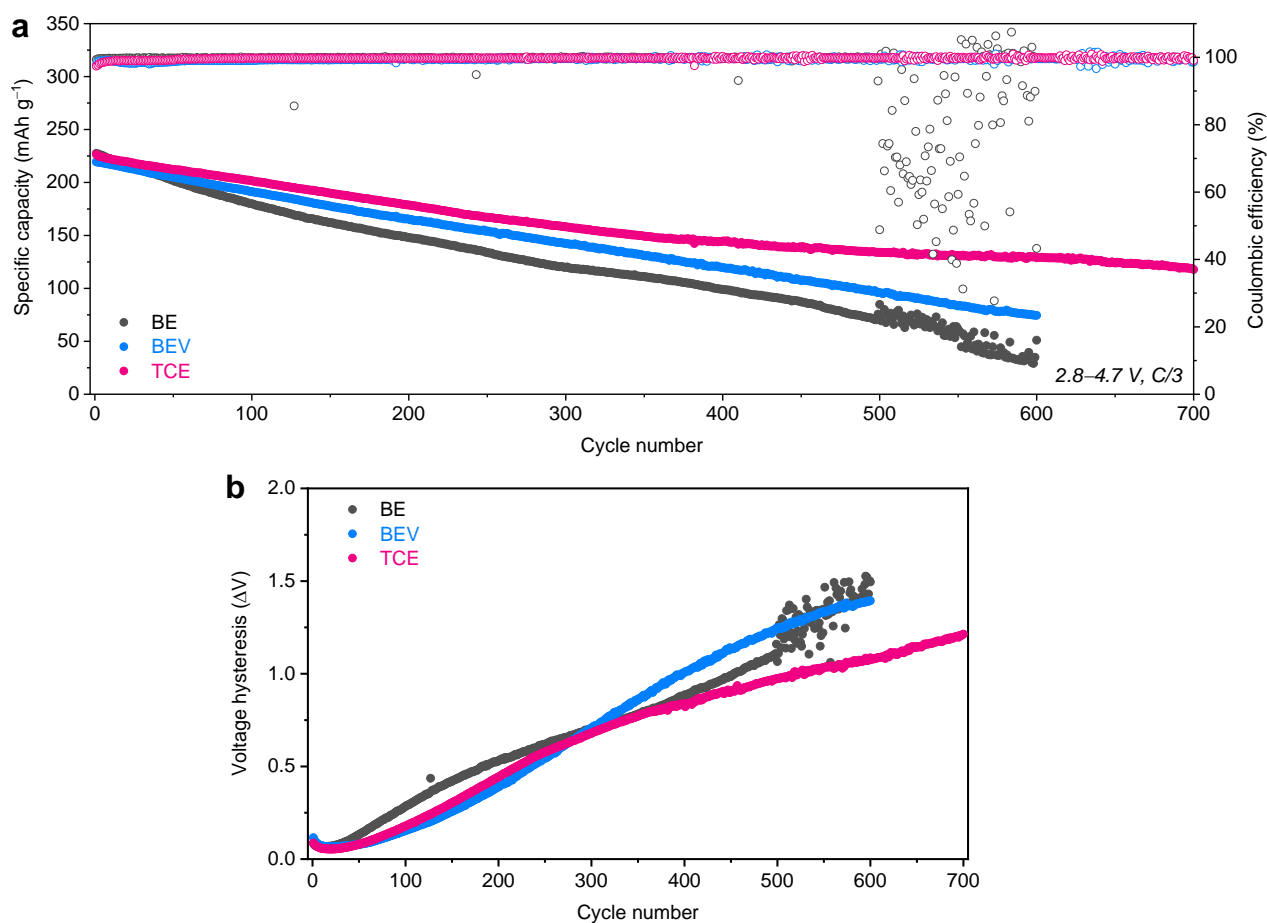 a
350
300
250
200
150
100
50
0
Specific capacity (mAh g⁻¹)
100
80
60
40
20
0
Coulombic efficiency (%)
BE
BEV
TCE
2.8–4.7 V, C/3
0
100
200
300
400
500
600
700
Cycle number
b
2.0
1.5
1.0
0.5
0.0
Voltage hysteresis (ΔV)
BE
BEV
TCE
0
100
200
300
400
500
600
700
Cycle number